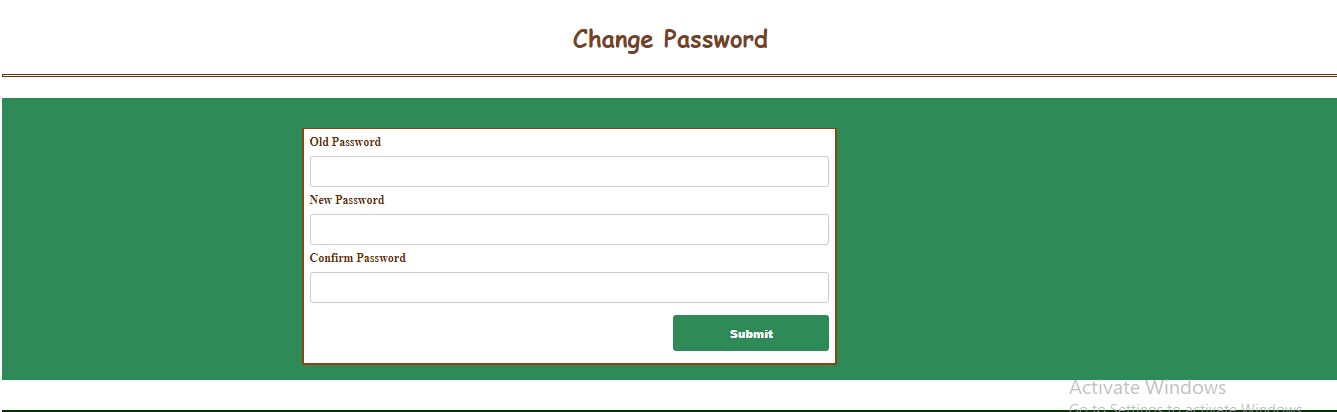 Change Password
Old Password
New Password
Confirm Password
Submit
Activate Windows
Go to Settings to activate Windows.